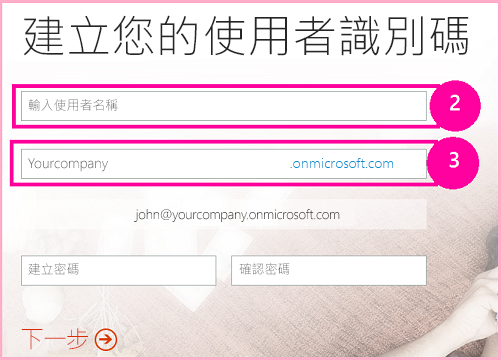 建立您的使用者識別碼
輸入使用者名稱
2
Yourcompany .onmicrosoft.com
3
john@yourcompany.onmicrosoft.com
建立密碼 確認密碼
下一步